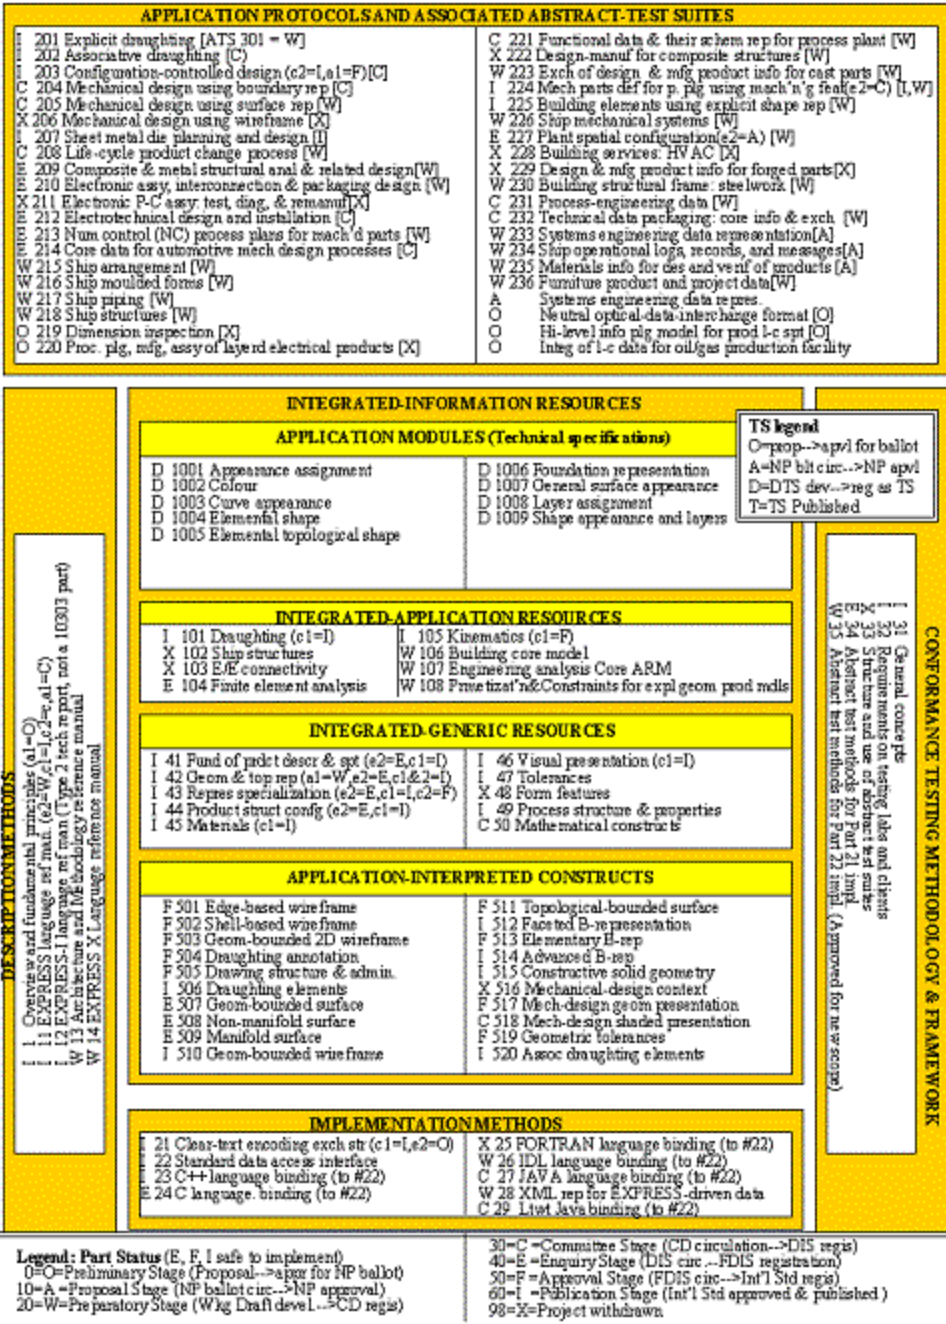 APPLICATION PROTOCOLS AND ASSOCIATED ABSTRACT-TEST SUITES
I 201 Explicit draughting [ATS 301 = W]
I 202 Associative draughting [C]
I 203 Configuration-controlled design (c2=I,a1=F)[C]
C 204 Mechanical design using boundary rep [C]
C 205 Mechanical design using surface rep [W]
X 206 Mechanical design using wireframe [X]
I 207 Sheet metal die planning and design [I]
C 208 Life-cycle product change process [W]
E 209 Composite & metal structural anal & related design[W]
E 210 Electronic assy, interconnection & packaging design [W]
X 211 Electronic P-C assy: test, diag, & remanuf[X]
E 212 Electrotechnical design and installation [C]
E 213 Num control (NC) process plans for mach'd parts [W]
E 214 Core data for automotive mech design processes [C]
W 215 Ship arrangement [W]
W 216 Ship moulded forms [W]
W 217 Ship piping [W]
W 218 Ship structures [W]
O 219 Dimension inspection [X]
O 220 Proc. plg, mfg, assy of layerd electrical products [X]
C 221 Functional data & their schem rep for process plant [W]
X 222 Design-manuf for composite structures [W]
W 223 Exch of design & mfg product info for cast parts [W]
I 224 Mech parts def for p. plg using mach'n'g feat(e2=C) [I,W]
I 225 Building elements using explicit shape rep [W]
W 226 Ship mechanical systems [W]
E 227 Plant spatial configuration(e2=A) [W]
X 228 Building services: HVAC [X]
X 229 Design & mfg product info for forged parts[X]
W 230 Building structural frame: steelwork [W]
C 231 Process-engineering data [W]
C 232 Technical data packaging: core info & exch [W]
W 233 Systems engineering data representation[A]
W 234 Ship operational logs, records, and messages[A]
W 235 Materials info for des and verif of products [A]
W 236 Furniture product and project data[W]
A Systems engineering data repres.
O Neutral optical-data-interchange format [O]
O Hi-level info plg model for prod l-c spt [O]
O Integ of l-c data for oil/gas production facility
INTEGRATED-INFORMATION RESOURCES
APPLICATION MODULES (Technical specifications)
D 1001 Appearance assignment
D 1002 Colour
D 1003 Curve appearance
D 1004 Elemental shape
D 1005 Elemental topological shape
D 1006 Foundation representation
D 1007 General surface appearance
D 1008 Layer assignment
D 1009 Shape appearance and layers
TS legend
O=prop-->apvl for ballot
A=NP blt circ-->NP apvl
D=DTS dev-->reg as TS
T=TS Published
INTEGRATED-APPLICATION RESOURCES
I 101 Draughting (c1=I)
X 102 Ship structures
X 103 E/E connectivity
E 104 Finite element analysis
I 105 Kinematics (c1=F)
W 106 Building core model
W 107 Engineering analysis Core ARM
W 108 Prmetizat'n&Constraints for expl geom prod mdls
INTEGRATED-GENERIC RESOURCES
I 41 Fund of prdct descr & spt (e2=E,c1=I)
I 42 Geom & top rep (a1=W,e2=E,c1&2=I)
I 43 Repres specialization (e2=E,c1=I,c2=F)
I 44 Product struct confg (e2=E,c1=I)
I 45 Materials (c1=I)
I 46 Visual presentation (c1=I)
I 47 Tolerances
X 48 Form features
I 49 Process structure & properties
C 50 Mathematical constructs
APPLICATION-INTERPRETED CONSTRUCTS
F 501 Edge-based wireframe
F 502 Shell-based wireframe
F 503 Geom-bounded 2D wireframe
F 504 Draughting annotation
F 505 Drawing structure & admin.
I 506 Draughting elements
E 507 Geom-bounded surface
E 508 Non-manifold surface
E 509 Manifold surface
I 510 Geom-bounded wireframe
F 511 Topological-bounded surface
I 512 Faceted B-representation
F 513 Elementary B-rep
I 514 Advanced B-rep
I 515 Constructive solid geometry
X 516 Mechanical-design context
F 517 Mech-design geom presentation
C 518 Mech-design shaded presentation
F 519 Geometric tolerances
I 520 Assoc draughting elements
IMPLEMENTATION METHODS
I 21 Clear-text encoding exch str (c1=I,e2=O)
I 22 Standard data access interface
I 23 C++ language binding (to #22)
E 24 C language. binding (to #22)
X 25 FORTRAN language binding (to #22)
W 26 IDL language binding (to #22)
C 27 JAVA language binding (to #22)
W 28 XML rep for EXPRESS-driven data
C 29 Ltwt Java binding (to #22)
DESCRIPTION METHODS
I 1 Overview and fundamental principles (a1=O)
I 11 EXPRESS language ref man. (e2=W,c1=I,c2=c,a1=C)
I 12 EXPRESS-I language ref man (Type 2 tech report, not a 10303 part)
W 13 Architecture and Methodology reference manual
W 14 EXPRESS X Language reference manual
CONFORMANCE TESTING METHODOLOGY & FRAMEWORK
I 31 General concepts
I 32 Requirements on testing labs and clients
X 33 Structure and use of abstract test suites
E 34 Abstract test methods for Part 21 impl
W 35 Abstract test methods for Part 22 impl. (Approved for new scope)
Legend: Part Status (E, F, I safe to implement)
0=O=Preliminary Stage (Proposal-->appr for NP ballot)
10=A =Proposal Stage (NP ballot circ-->NP approval)
20=W=Preparatory Stage (Wkg Draft devel -->CD regis)
30=C =Committee Stage (CD circulation-->DIS regis)
40=E =Enquiry Stage (DIS circ -->FDIS registration)
50=F =Approval Stage (FDIS circ-->Int'l Std regis)
60=I =Publication Stage (Int'l Std approved & published )
98=X=Project withdrawn